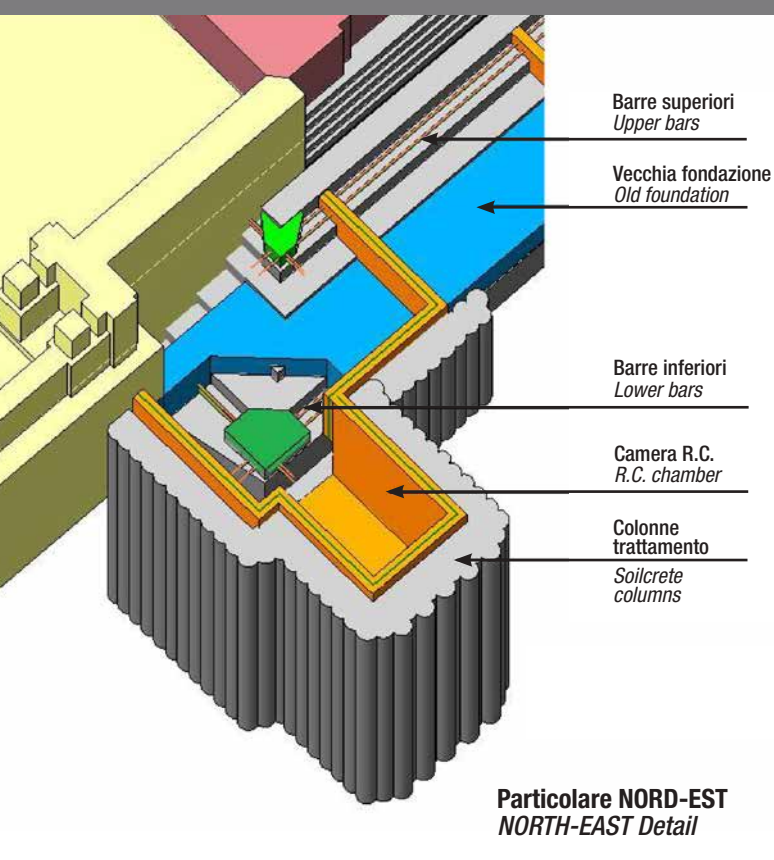 Barre superiori
Upper bars
Vecchia fondazione
Old foundation
Barre inferiori
Lower bars
Camera R.C.
R.C. chamber
Colonne
trattamento
Soilcrete
columns
Particolare NORD-EST
NORTH-EAST Detail